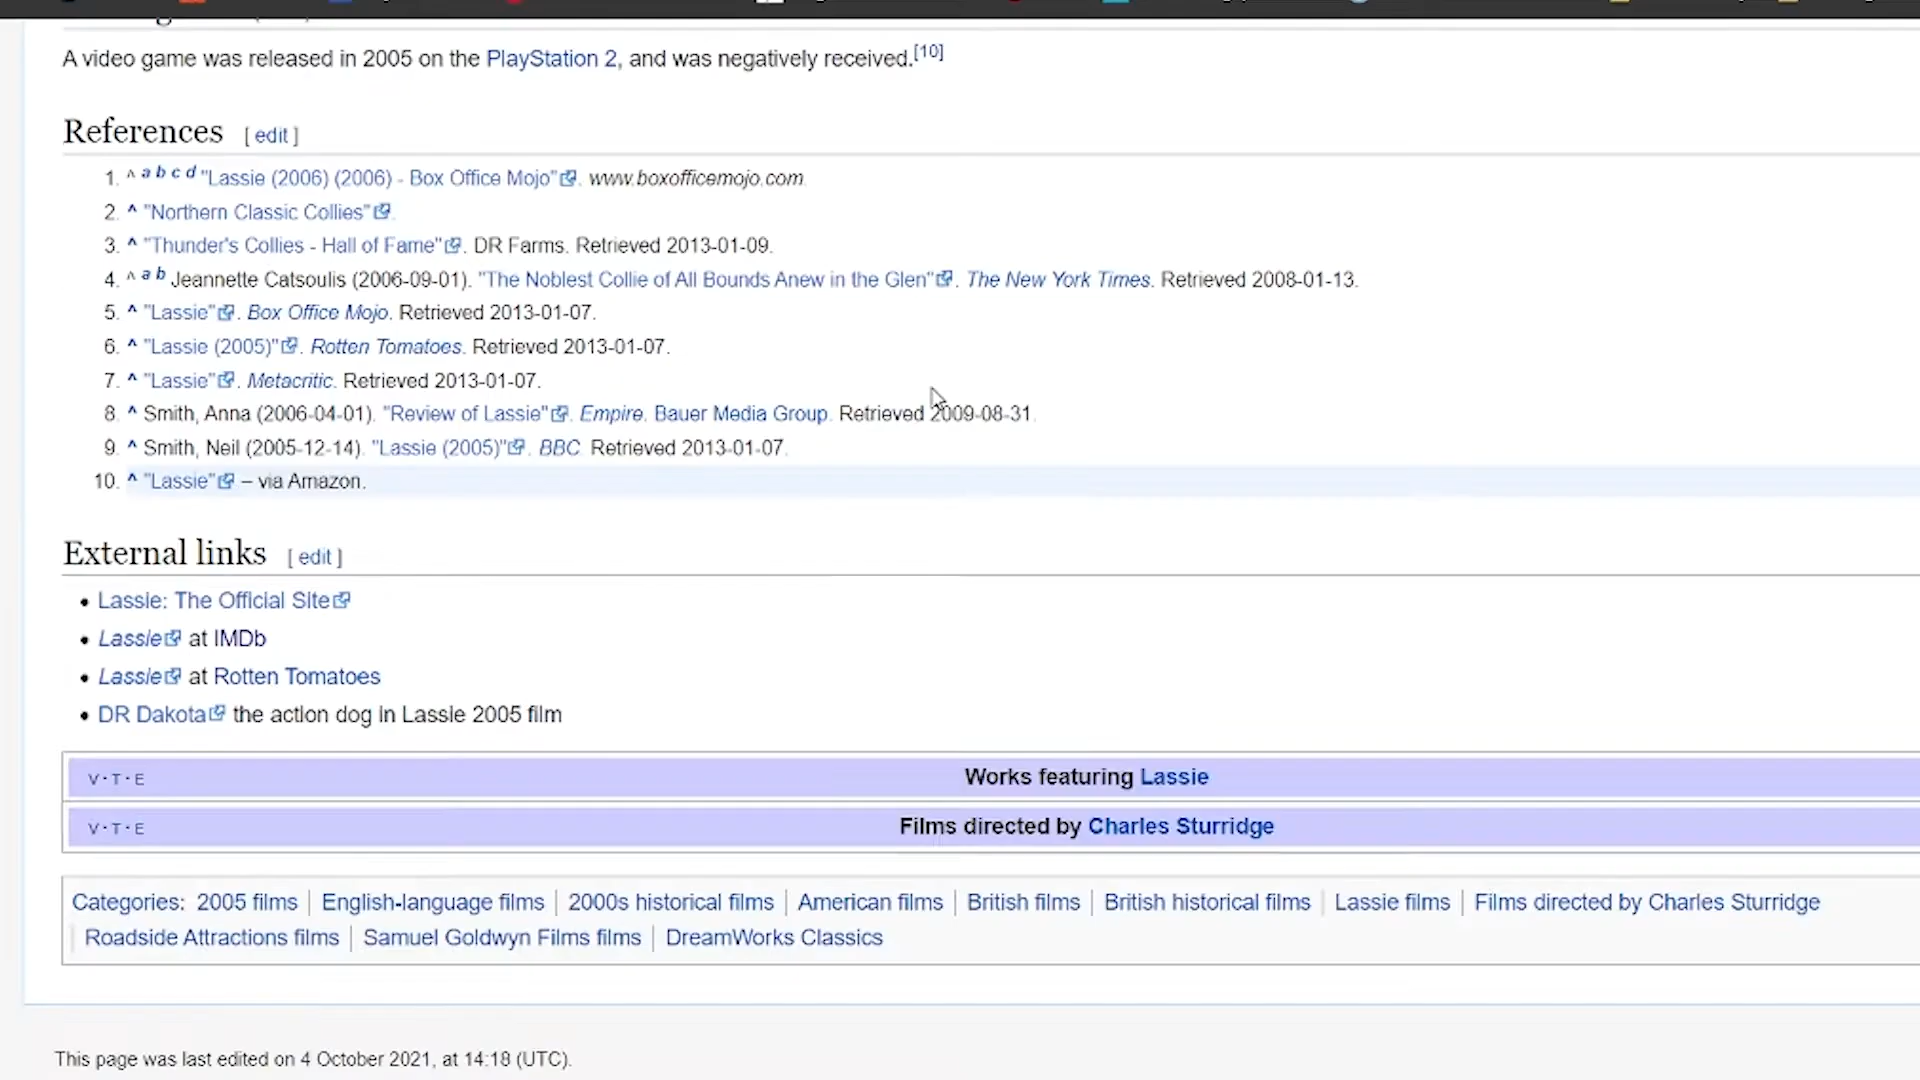 A video game was released in 2005 on the PlayStation 2, and was negatively received.[10]
References [ edit ]
1. ^ a b c d "Lassie (2006) (2006) - Box Office Mojo". www.boxofficemojo.com.
2. ^ "Northern Classic Collies".
3. ^ "Thunder's Collies - Hall of Fame". DR Farms. Retrieved 2013-01-09.
4. ^ a b Jeannette Catsoulis (2006-09-01). "The Noblest Collie of All Bounds Anew in the Glen". The New York Times. Retrieved 2008-01-13.
5. ^ "Lassie". Box Office Mojo. Retrieved 2013-01-07.
6. ^ "Lassie (2005)". Rotten Tomatoes. Retrieved 2013-01-07.
7. ^ "Lassie". Metacritic. Retrieved 2013-01-07.
8. ^ Smith, Anna (2006-04-01). "Review of Lassie". Empire. Bauer Media Group. Retrieved 2009-08-31.
9. ^ Smith, Neil (2005-12-14). "Lassie (2005)". BBC. Retrieved 2013-01-07.
10. ^ "Lassie" – via Amazon.
External links [ edit ]
• Lassie: The Official Site
• Lassie at IMDb
• Lassie at Rotten Tomatoes
• DR Dakota the action dog in Lassie 2005 film
V·T·E Works featuring Lassie
V·T·E Films directed by Charles Sturridge
Categories: 2005 films | English-language films | 2000s historical films | American films | British films | British historical films | Lassie films | Films directed by Charles Sturridge
| Roadside Attractions films | Samuel Goldwyn Films films | DreamWorks Classics
This page was last edited on 4 October 2021, at 14:18 (UTC).